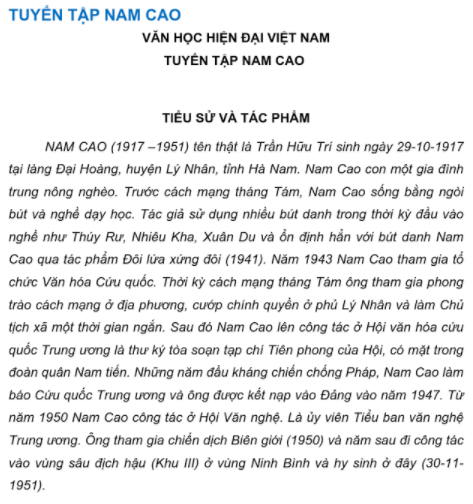 TUYỂN TẬP NAM CAO
VĂN HỌC HIỆN ĐẠI VIỆT NAM
TUYỂN TẬP NAM CAO
TIỂU SỬ VÀ TÁC PHẨM
NAM CAO (1917 –1951) tên thật là Trần Hữu Trí sinh ngày 29-10-1917
tại làng Đại Hoàng, huyện Lý Nhân, tỉnh Hà Nam. Nam Cao con một gia đình
trung nông nghèo. Trước cách mạng tháng Tám, Nam Cao sống bằng ngòi
bút và nghề dạy học. Tác giả sử dụng nhiều bút danh trong thời kỳ đầu vào
nghề như Thúy Rư, Nhiêu Kha, Xuân Du và ổn định hẳn với bút danh Nam
Cao qua tác phẩm Đôi lứa xứng đôi (1941). Năm 1943 Nam Cao tham gia tổ
chức Văn hóa Cứu quốc. Thời kỳ cách mạng tháng Tám ông tham gia phong
trào cách mạng ở địa phương, cướp chính quyền ở phủ Lý Nhân và làm Chủ
tịch xã một thời gian ngắn. Sau đó Nam Cao lên công tác ở Hội văn hóa cứu
quốc Trung ương là thư ký tòa soạn tạp chí Tiên phong của Hội, có mặt trong
đoàn quân Nam tiến. Những năm đầu kháng chiến chống Pháp, Nam Cao làm
báo Cứu quốc Trung ương và ông được kết nạp vào Đảng vào năm 1947. Từ
năm 1950 Nam Cao công tác ở Hội Văn nghệ. Là ủy viên Tiểu ban văn nghệ
Trung ương. Ông tham gia chiến dịch Biên giới (1950) và năm sau đi công tác
vào vùng sâu địch hậu (Khu III) ở vùng Ninh Bình và hy sinh ở đây (30-11-
1951).